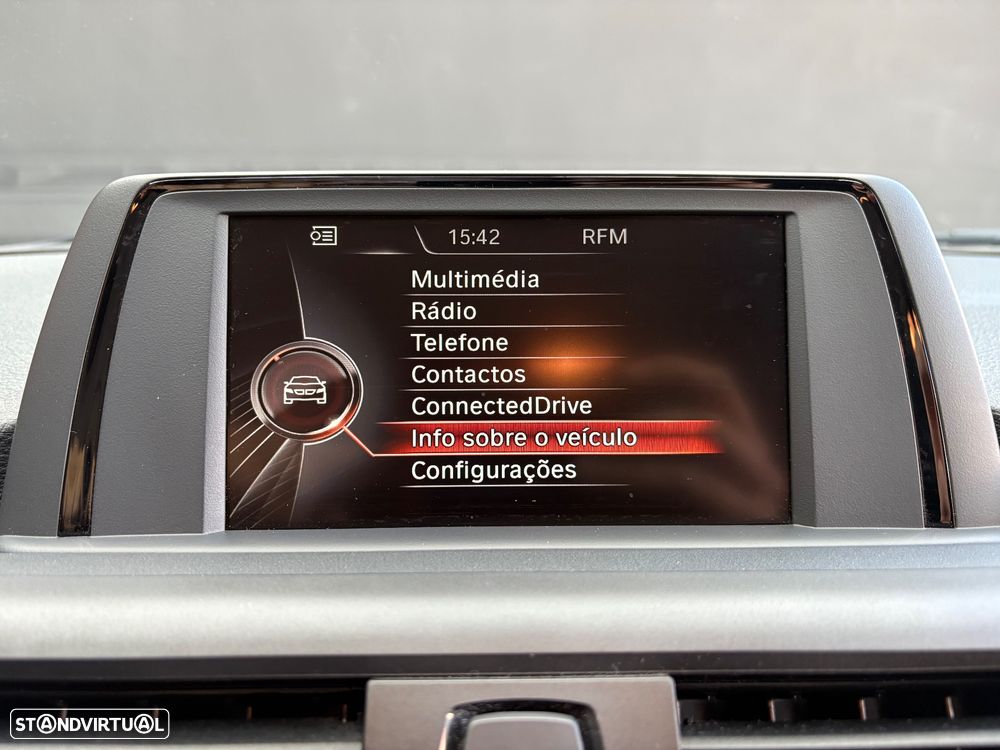 15:42 RFM
Multimédia
Rádio
Telefone
Contactos
ConnectedDrive
Info sobre o veículo
Configurações
STANDVIRTUAL